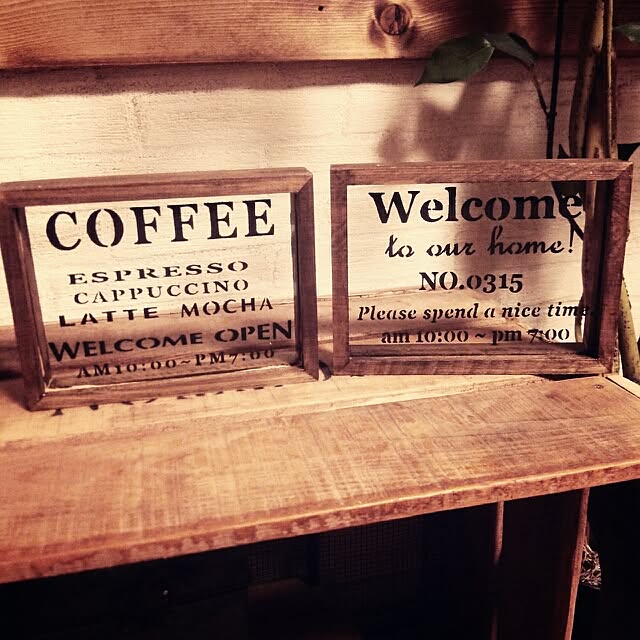 COFFEE
ESPRESSO
CAPPUCCINO
LATTE MOCHA
WELCOME OPEN
AM10:00~PM7:00
Welcome
to our home!
NO.0315
Please spend a nice time
am 10:00 ~ pm 7:00